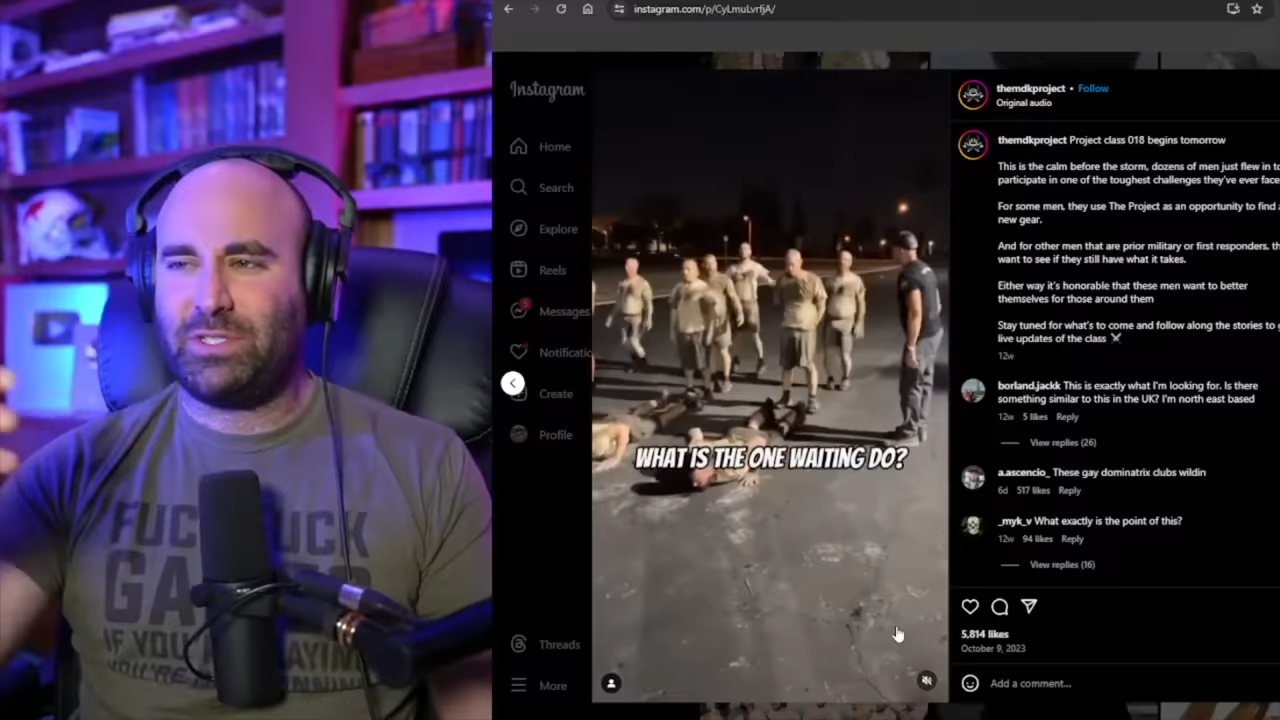 instagram.com/p/CyLmuLvrfjA/
Instagram
Home
Search
Explore
Reels
Messages
Notificatio
Create
Profile
Threads
More
WHAT IS THE ONE WAITING DO?
themdkproject • Follow
Original audio
themdkproject Project class 018 begins tomorrow
This is the calm before the storm, dozens of men just flew in to
participate in one of the toughest challenges they've ever face
For some men, they use The Project as an opportunity to find a
new gear.
And for other men that are prior military or first responders, th
want to see if they still have what it takes.
Either way it's honorable that these men want to better
themselves for those around them
Stay tuned for what's to come and follow along the stories to g
live updates of the class
12w
borland.jackk This is exactly what I'm looking for. Is there
something similar to this in the UK? I'm north east based
12w 5 likes Reply
View replies (26)
a.ascencio_ These gay dominatrix clubs wildin
6d 517 likes Reply
_myk_v What exactly is the point of this?
12w 94 likes Reply
View replies (16)
5,814 likes
October 9, 2023
Add a comment...
IF YOU